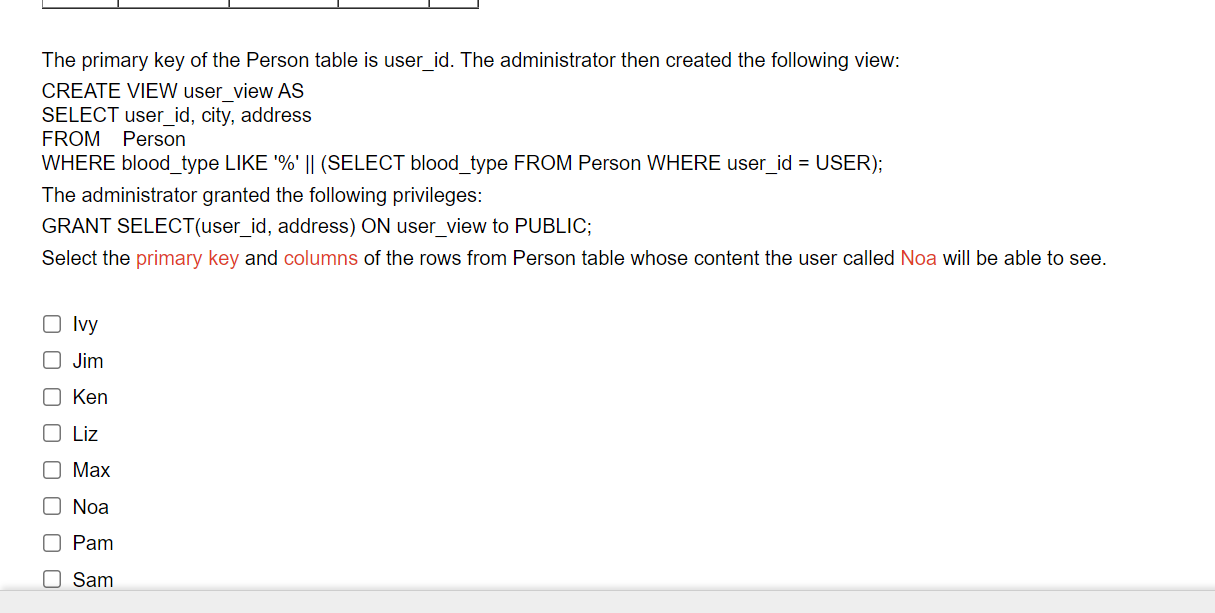 The primary key of the Person table is user_id. The administrator then created the following view:
CREATE VIEW user_view AS
SELECT user_id, city, address
FROM    Person
WHERE blood_type LIKE '%' || (SELECT blood_type FROM Person WHERE user_id = USER);
The administrator granted the following privileges:
GRANT SELECT(user_id, address) ON user_view to PUBLIC;
Select the primary key and columns of the rows from Person table whose content the user called Noa will be able to see.
Ivy
Jim
Ken
Liz
Max
Noa
Pam
Sam